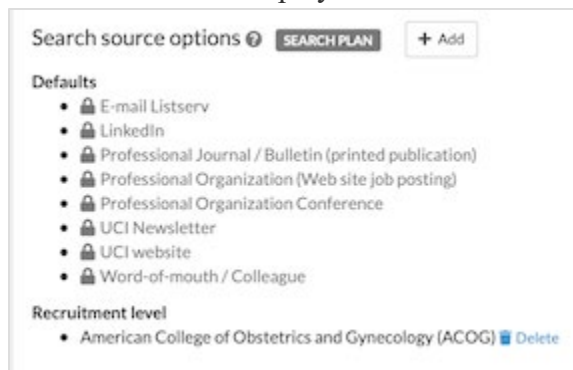 Search source options ? SEARCH PLAN + Add
Defaults
E-mail Listserv
LinkedIn
Professional Journal / Bulletin (printed publication)
Professional Organization (Web site job posting)
Professional Organization Conference
UCI Newsletter
UCI website
Word-of-mouth / Colleague
Recruitment level
American College of Obstetrics and Gynecology (ACOG) Delete